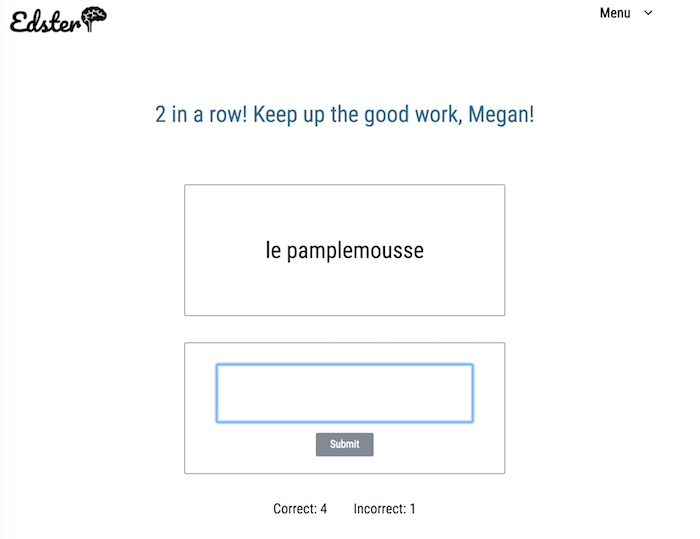 Edster
Menu
2 in a row! Keep up the good work, Megan!
le pamplemousse
Submit
Correct: 4 Incorrect: 1